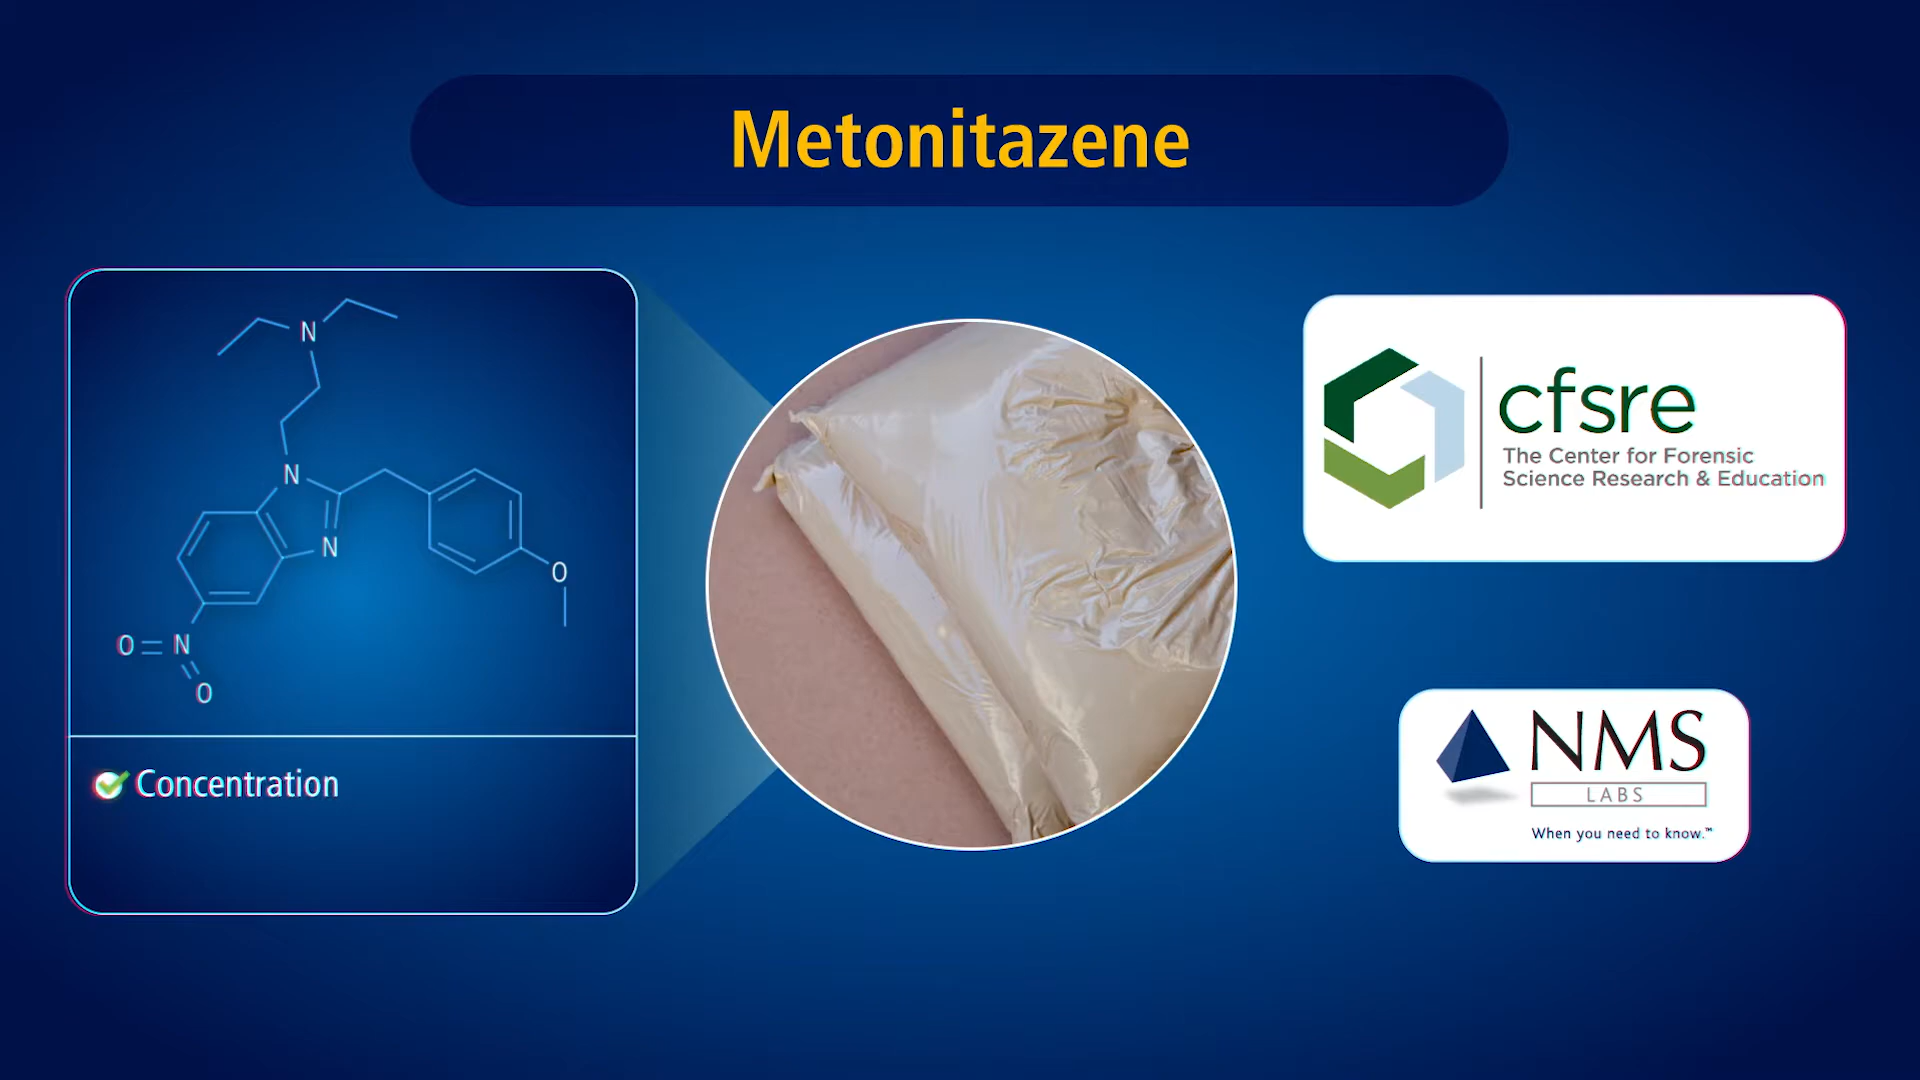 Metonitazene
N
N
N
O
O=N
O
Concentration
cfsre
The Center for Forensic
Science Research & Education
NMS
LABS
When you need to know.™